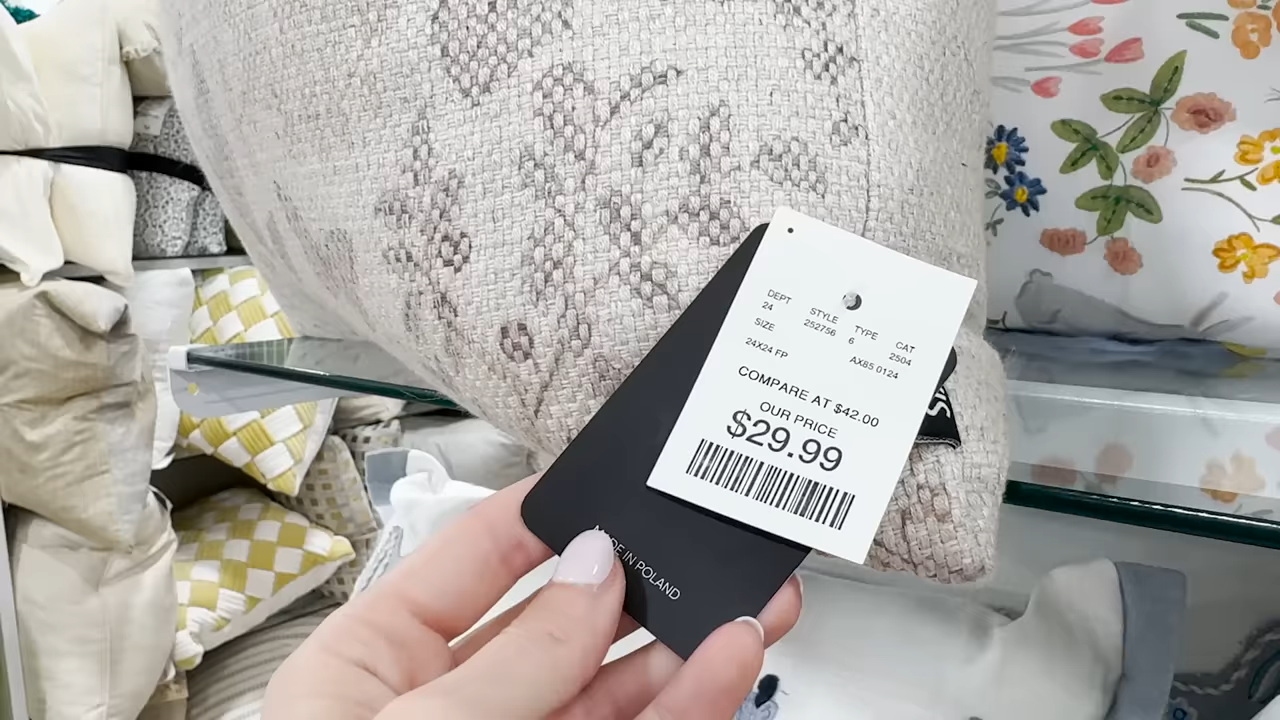 DEPT STYLE TYPE CAT
24 252756 6 2504
SIZE
24X24 FP AX85 0124
COMPARE AT $42.00
OUR PRICE
$29.99
MADE IN POLAND